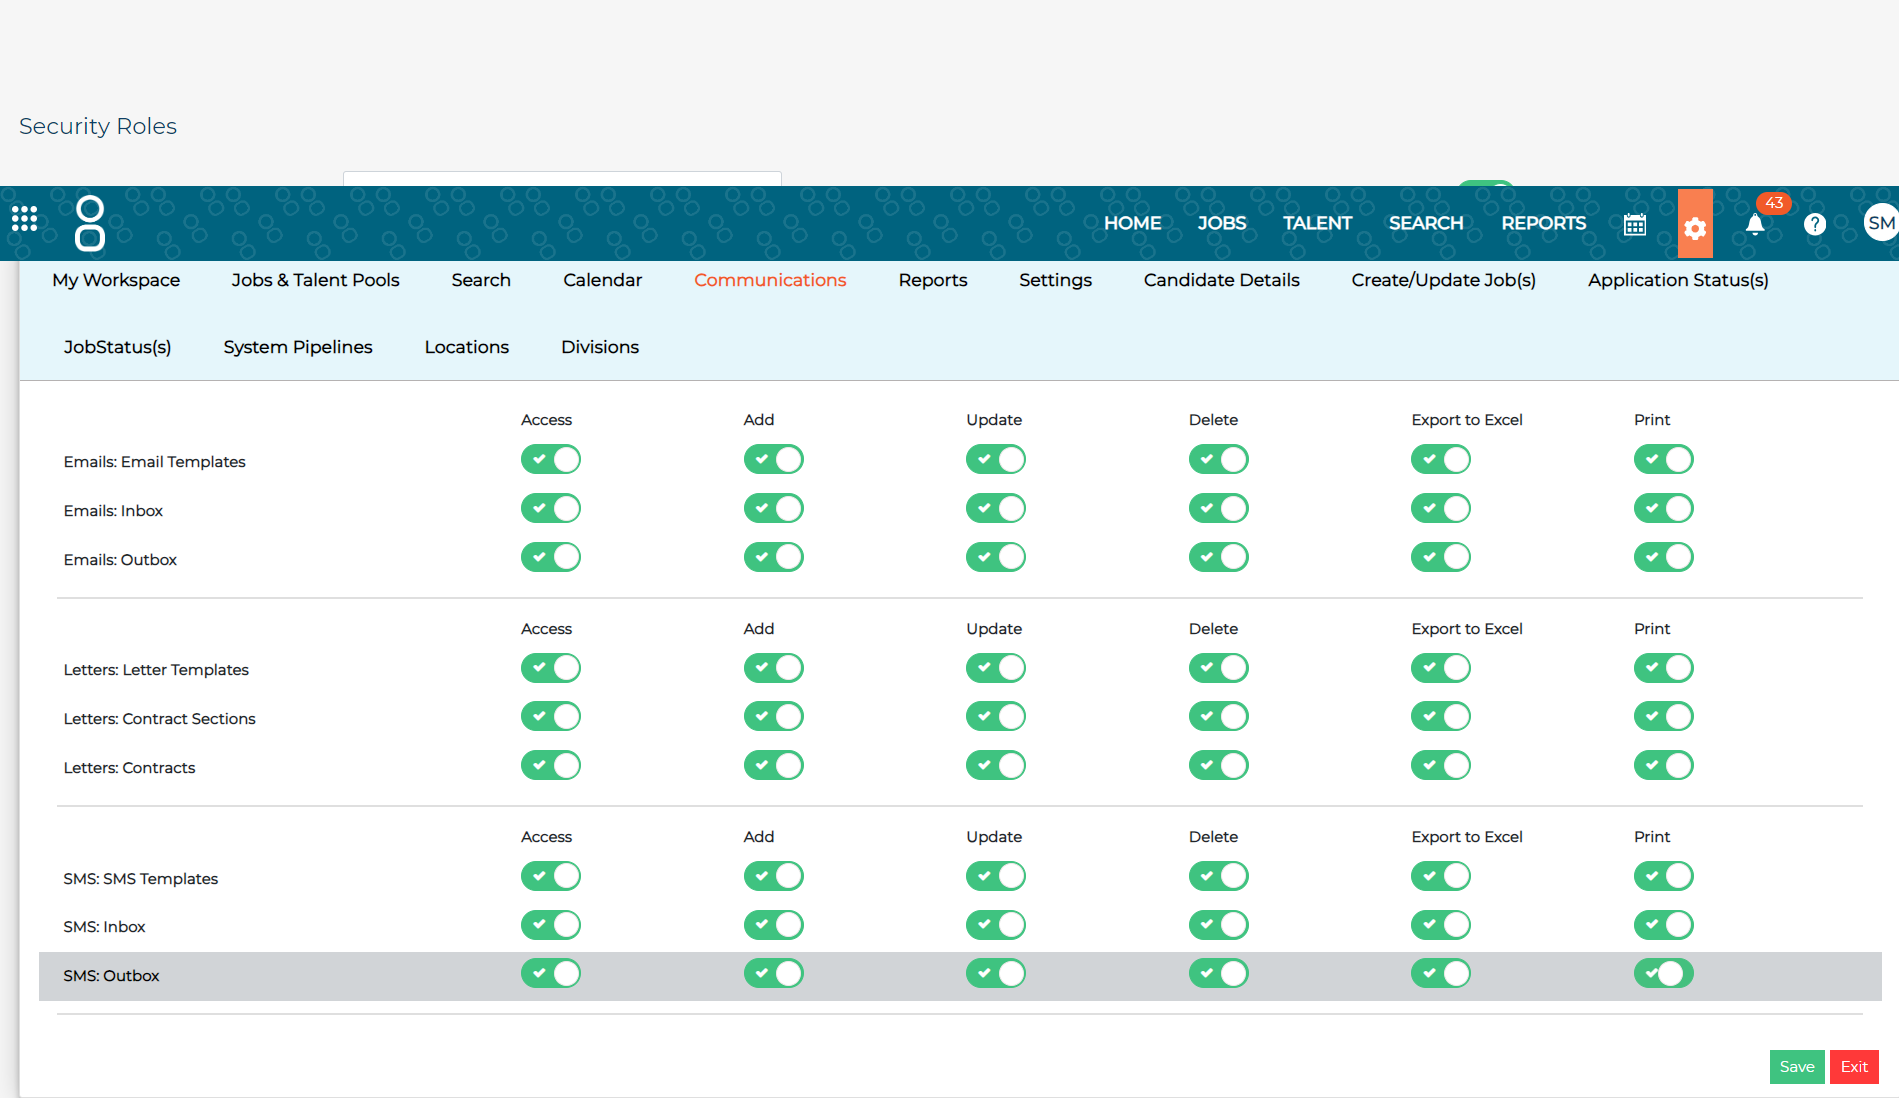 Security Roles
HOME JOBS TALENT SEARCH REPORTS 43 ? SM
My Workspace Jobs & Talent Pools Search Calendar Communications Reports Settings Candidate Details Create/Update Job(s) Application Status(s)
JobStatus(s) System Pipelines Locations Divisions
Access Add Update Delete Export to Excel Print
Emails: Email Templates
Emails: Inbox
Emails: Outbox
Access Add Update Delete Export to Excel Print
Letters: Letter Templates
Letters: Contract Sections
Letters: Contracts
Access Add Update Delete Export to Excel Print
SMS: SMS Templates
SMS: Inbox
SMS: Outbox
Save Exit